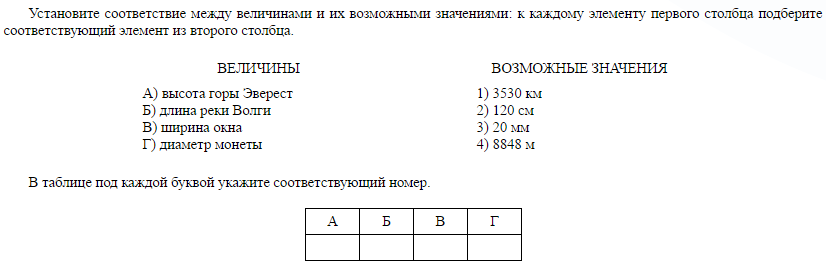 Установите соответствие между величинами и их возможными значениями: к каждому элементу первого столбца подберите
соответствующий элемент из второго столбца.
ВЕЛИЧИНЫ
А) высота горы Эверест
Б) длина реки Волги
В) ширина окна
Г) диаметр монеты
ВОЗМОЖНЫЕ ЗНАЧЕНИЯ
1) 3530 км
2) 120 см
3) 20 мм
4) 8848 м
В таблице под каждой буквой укажите соответствующий номер.
А Б В Г